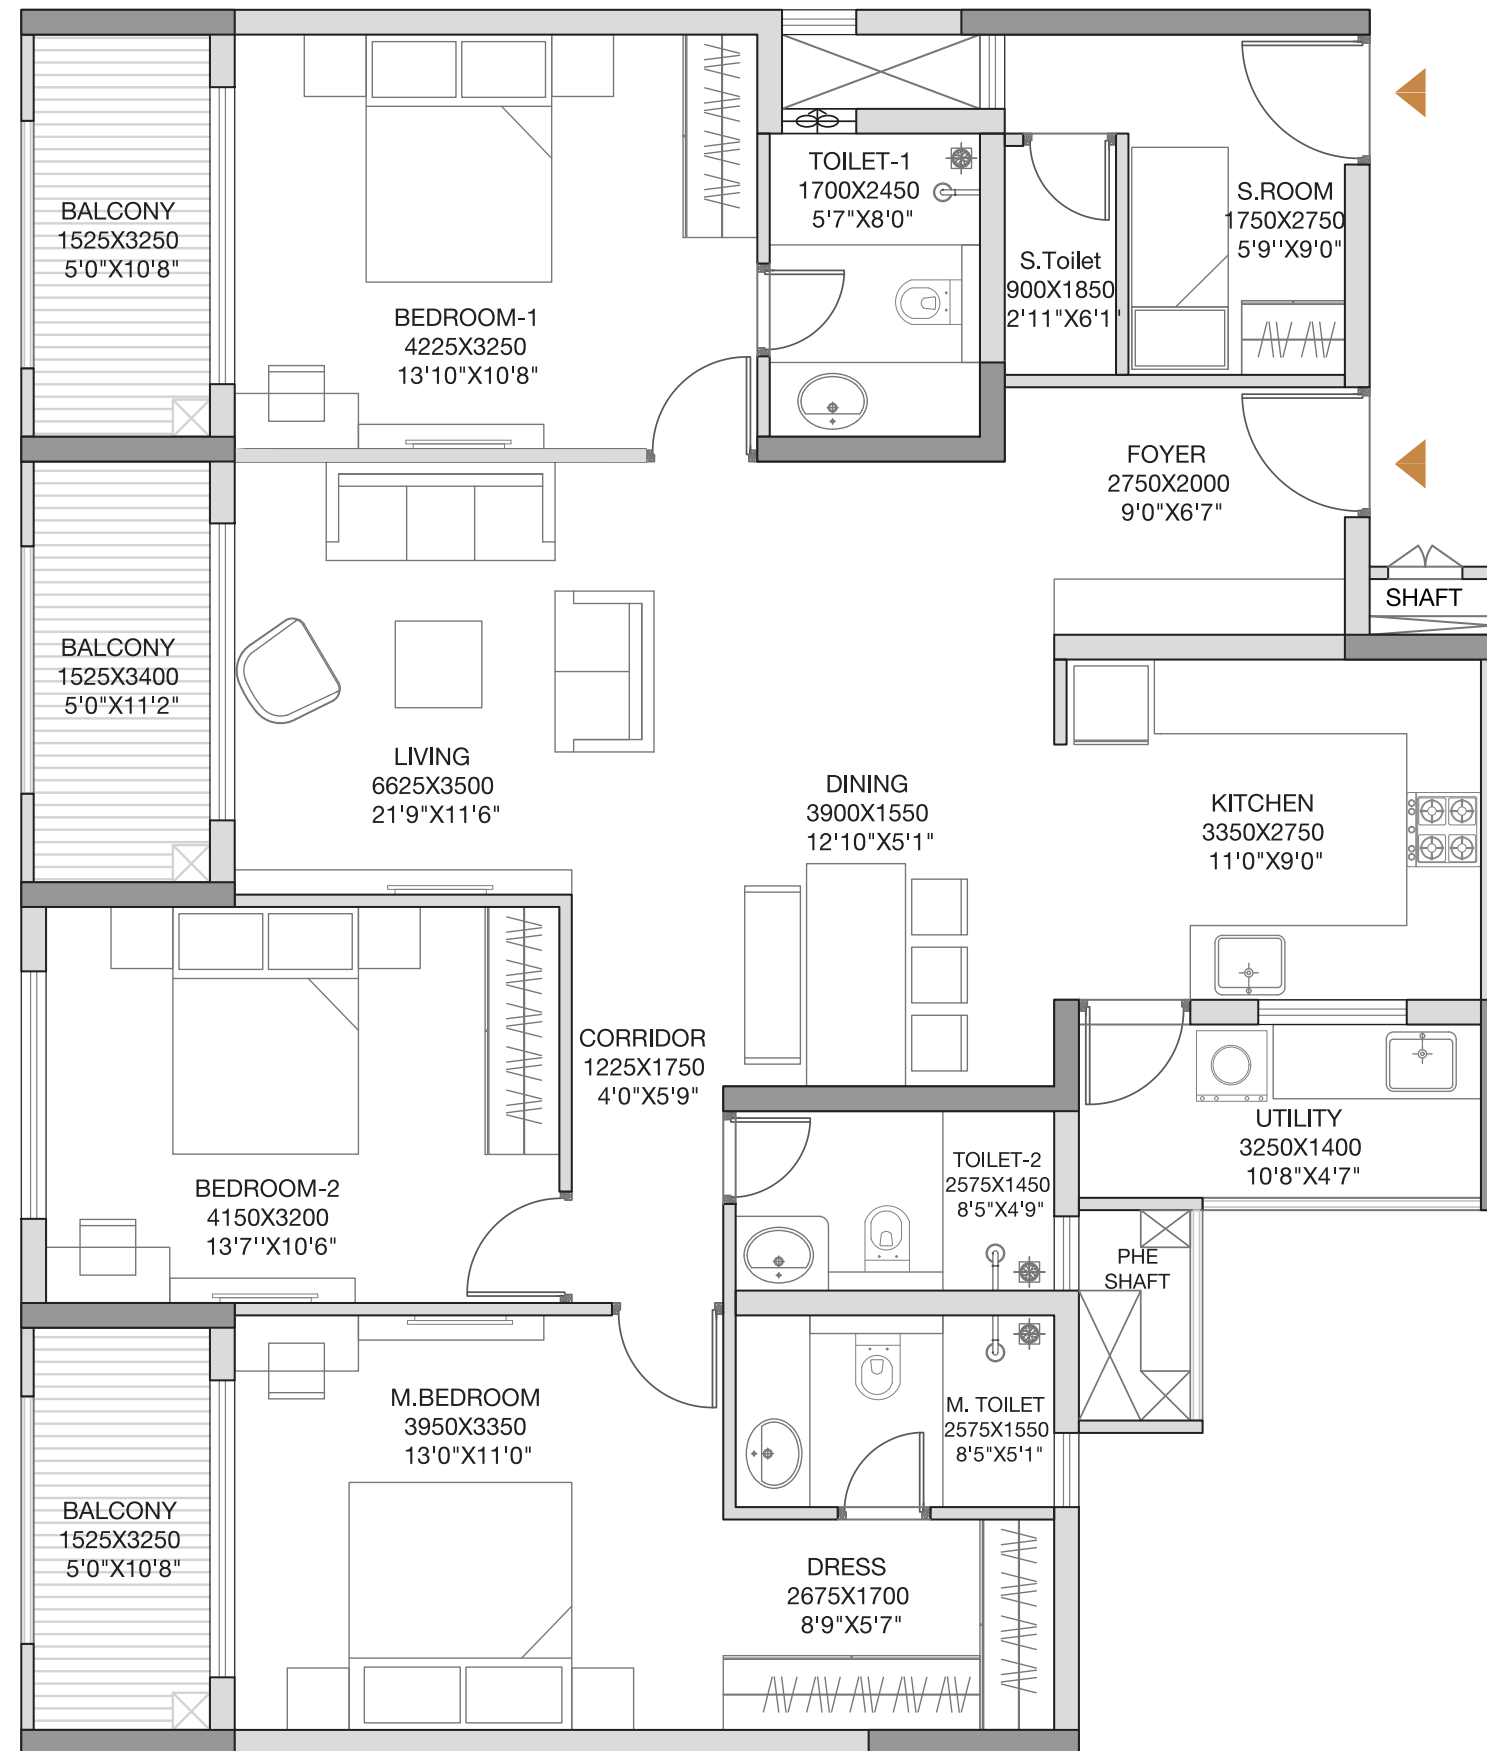 BALCONY
1525X3250
5'0"X10'8"
BEDROOM-1
4225X3250
13'10"X10'8"
TOILET-1
1700X2450
5'7"X8'0"
S.Toilet
900X1850
2'11"X6'1"
S.ROOM
1750X2750
5'9''X9'0"
FOYER
2750X2000
9'0"X6'7"
SHAFT
BALCONY
1525X3400
5'0"X11'2"
LIVING
6625X3500
21'9"X11'6"
DINING
3900X1550
12'10"X5'1"
KITCHEN
3350X2750
11'0"X9'0"
CORRIDOR
1225X1750
4'0"X5'9"
UTILITY
3250X1400
10'8"X4'7"
BEDROOM-2
4150X3200
13'7''X10'6"
TOILET-2
2575X1450
8'5"X4'9"
PHE
SHAFT
M.BEDROOM
3950X3350
13'0"X11'0"
M. TOILET
2575X1550
8'5"X5'1"
BALCONY
1525X3250
5'0"X10'8"
DRESS
2675X1700
8'9"X5'7"